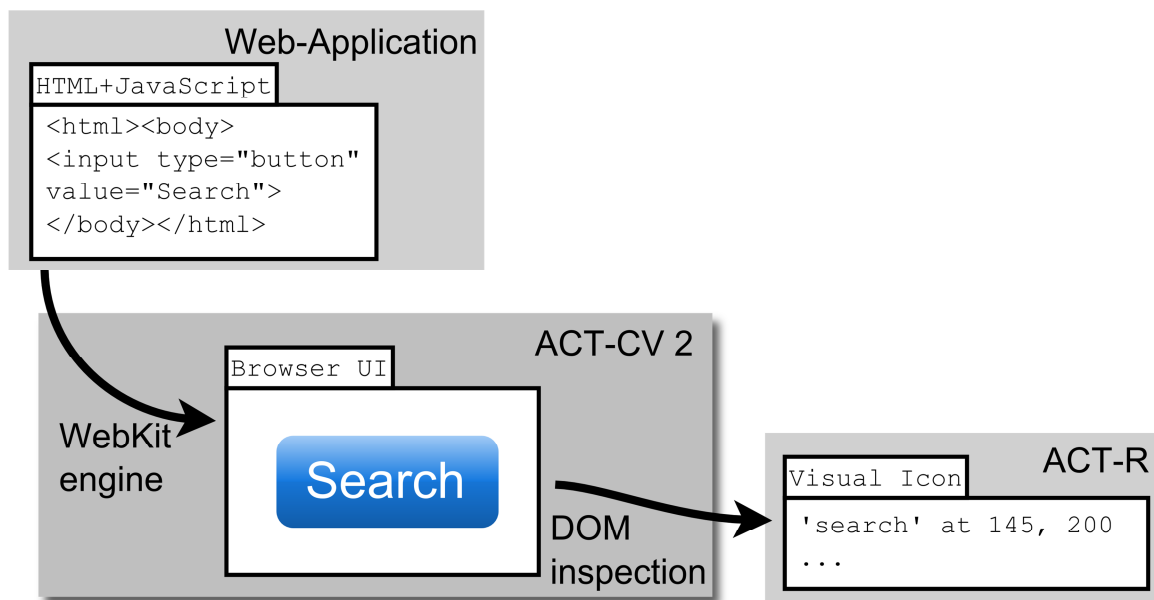 Web-Application
HTML+JavaScript
<html><body>
<input type="button"
value="Search">
</body></html>
ACT-CV 2
Browser UI
WebKit
engine
Search
DOM
inspection
ACT-R
Visual Icon
'search' at 145, 200
...